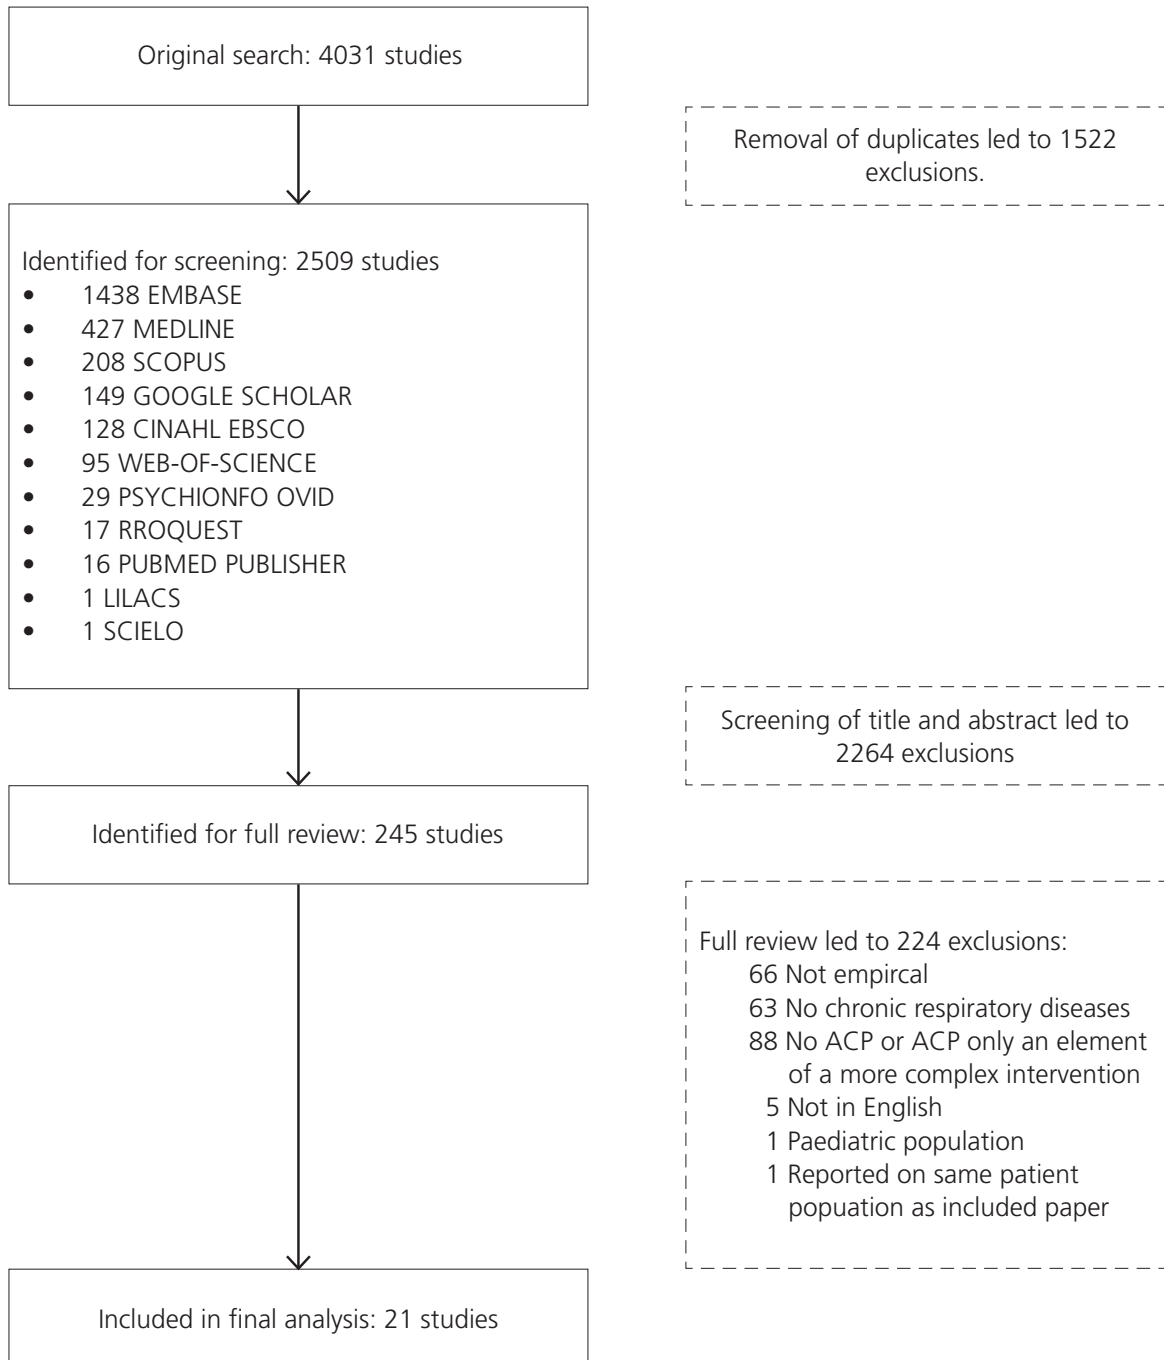 Original search: 4031 studies
Removal of duplicates led to 1522
exclusions.
Identified for screening: 2509 studies
• 1438 EMBASE
• 427 MEDLINE
• 208 SCOPUS
• 149 GOOGLE SCHOLAR
• 128 CINAHL EBSCO
• 95 WEB-OF-SCIENCE
• 29 PSYCHIONFO OVID
• 17 RROQUEST
• 16 PUBMED PUBLISHER
• 1 LILACS
• 1 SCIELO
Screening of title and abstract led to
2264 exclusions
Identified for full review: 245 studies
Full review led to 224 exclusions:
66 Not empircal
63 No chronic respiratory diseases
88 No ACP or ACP only an element
of a more complex intervention
5 Not in English
1 Paediatric population
1 Reported on same patient
popuation as included paper
Included in final analysis: 21 studies